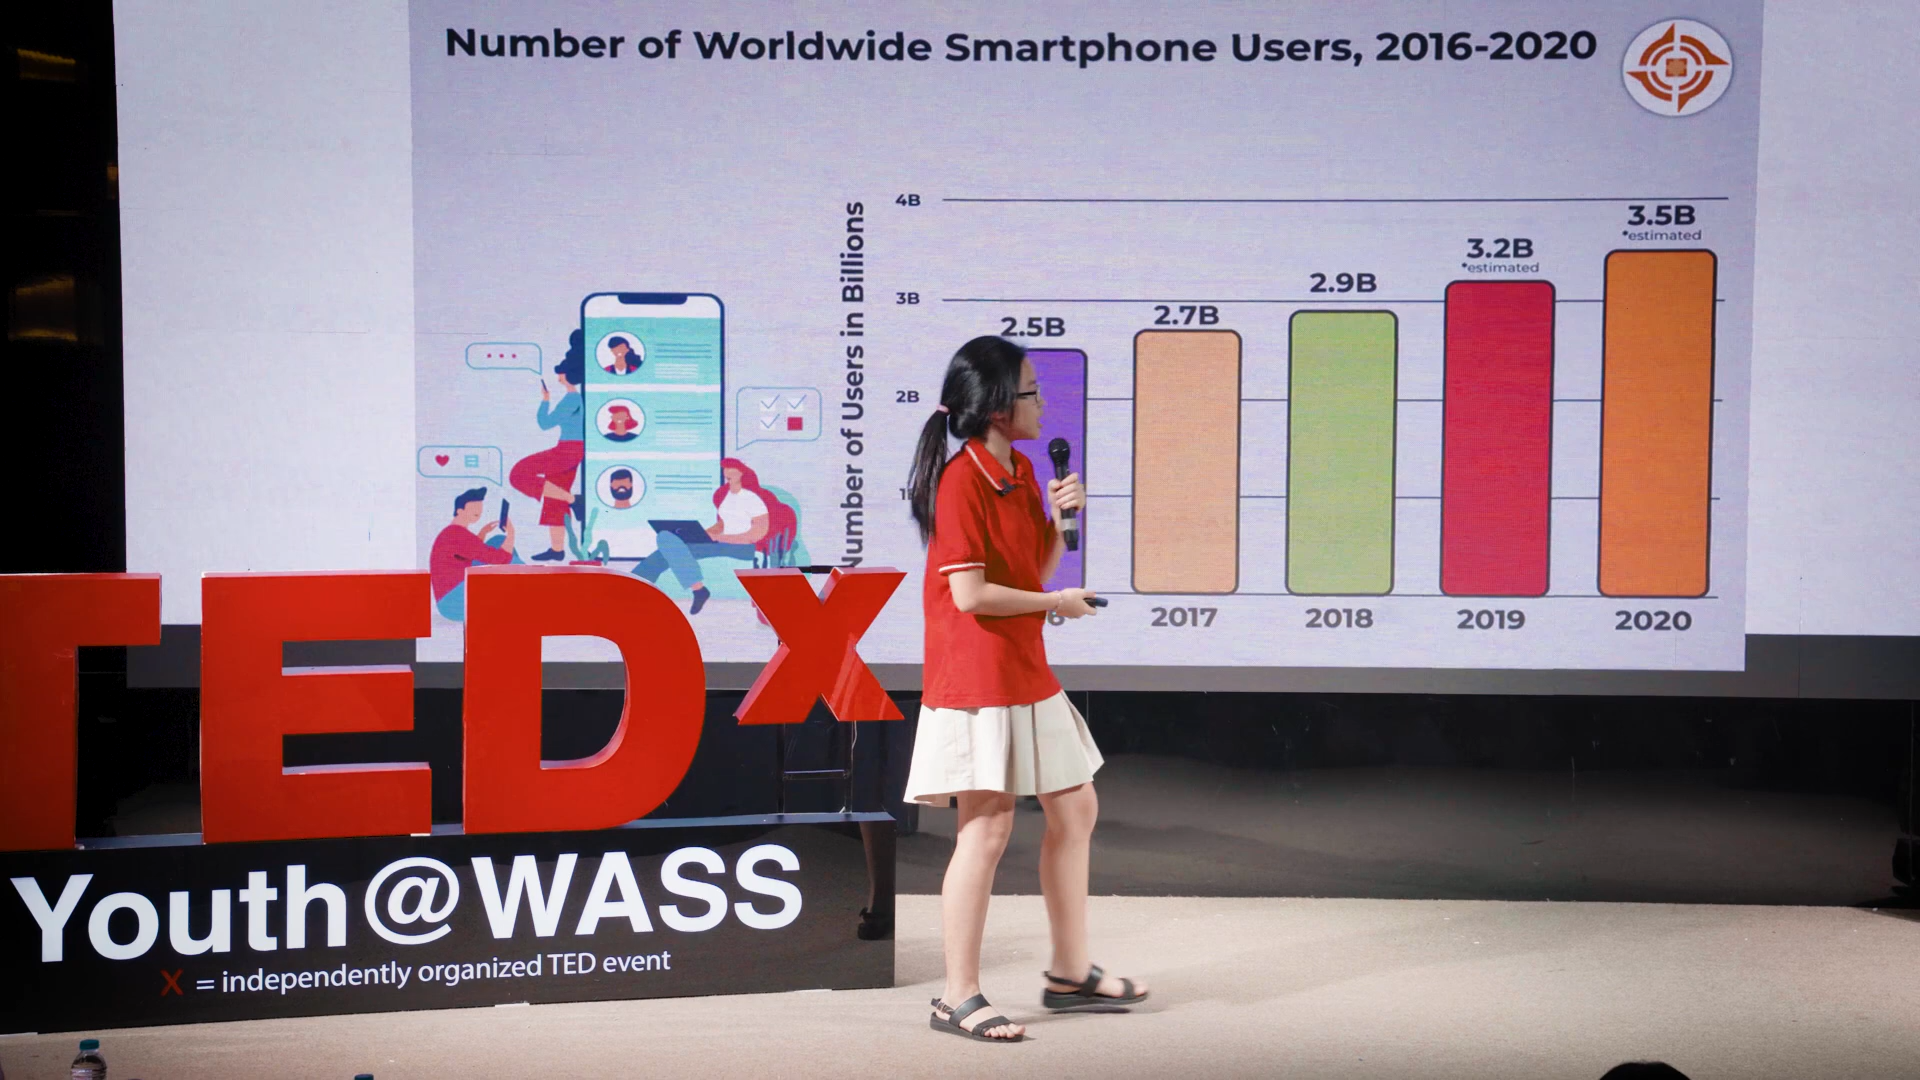 Number of Worldwide Smartphone Users, 2016-2020
Number of Users in Billions
4B
3B
2B
2.5B
2.7B
2.9B
3.2B
*estimated
3.5B
*estimated
2017
2018
2019
2020
TEDx
Youth@WASS
X = independently organized TED event